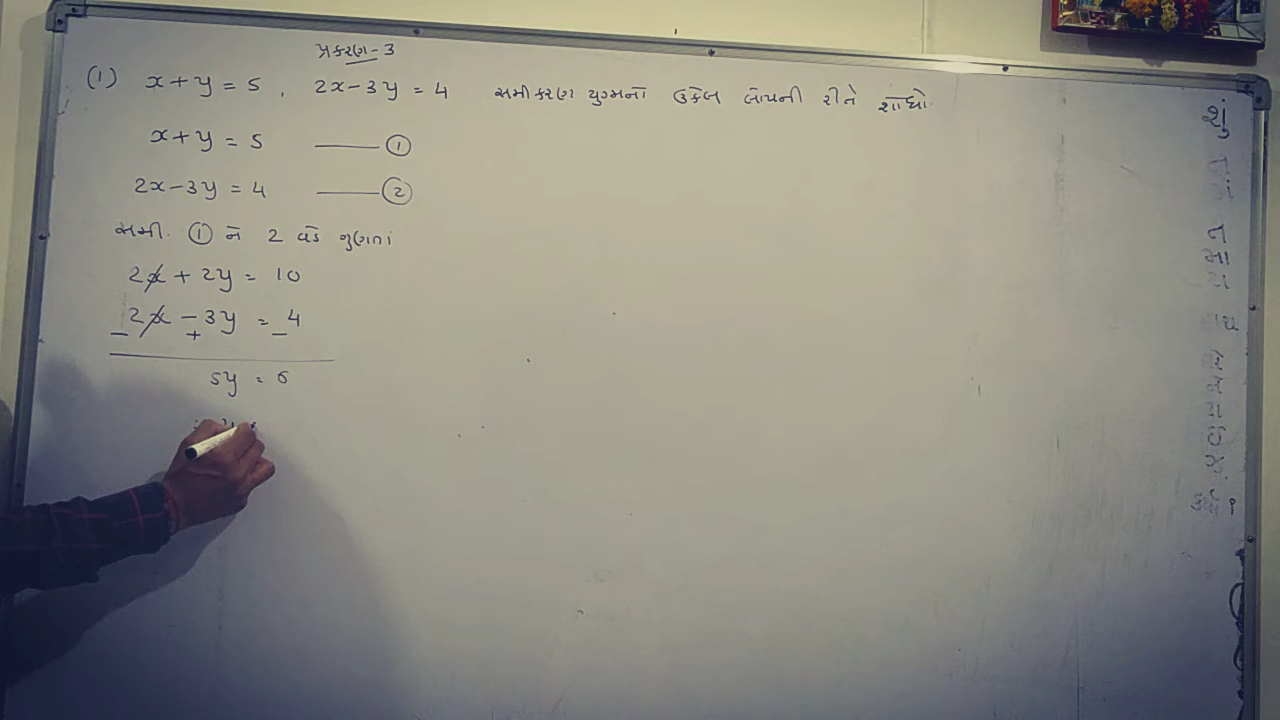 પ્રકરણ-3
(1) x+y=5, 2x-3y=4 સમીકરણ યુગ્મનો ઉકેલ લોપની રીતે શોધો.
x+y=5 ——— ①
2x-3y=4 ——— ②
સમી. ① ને 2 વડે ગુણતાં
2x+2y=10
2x-3y=4
- + -
5y=6